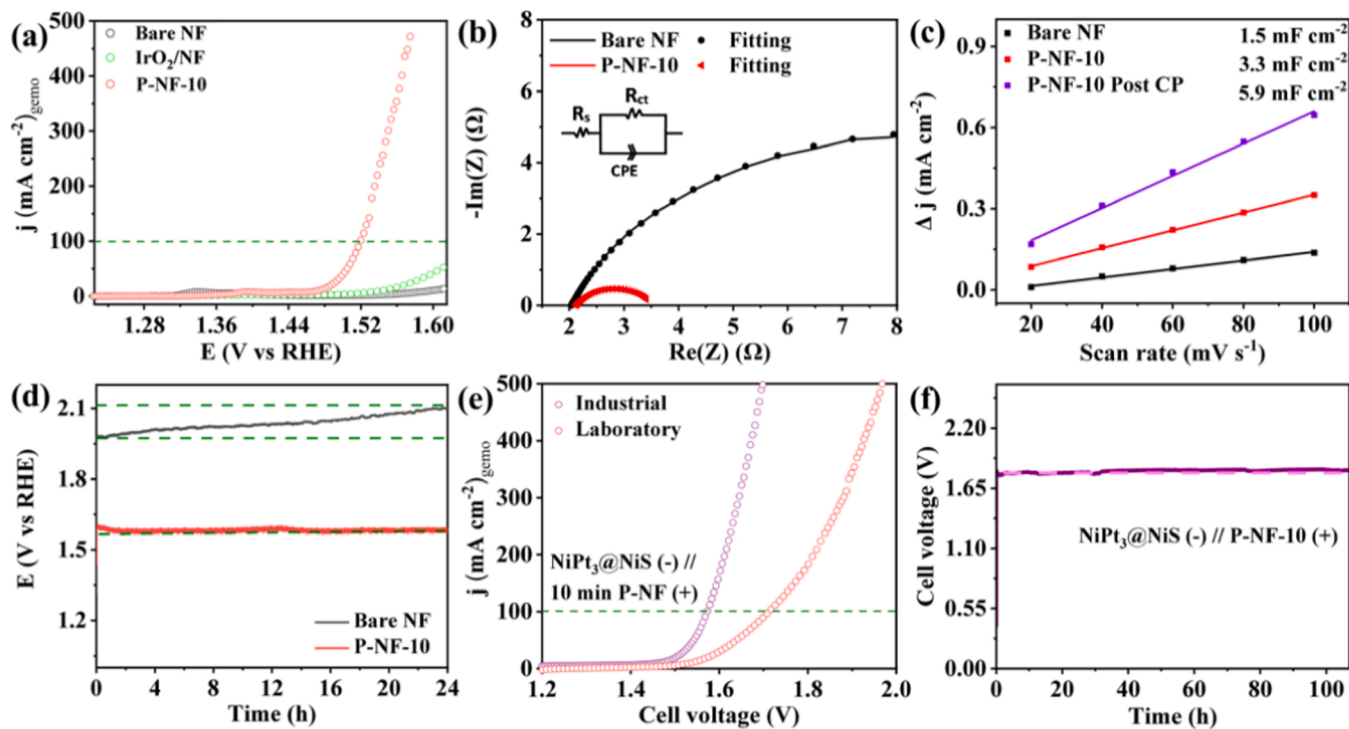 (a)
Bare NF
IrO2/NF
P-NF-10
500
400
300
200
100
0
j (mA cm-2)gemo
1.28 1.36 1.44 1.52 1.60
E (V vs RHE)
(b)
Bare NF Fitting
P-NF-10 Fitting
Rs
Rct
CPE
8
6
4
2
0
-Im(Z) (Ω)
2 3 4 5 6 7 8
Re(Z) (Ω)
(c)
Bare NF 1.5 mF cm-2
P-NF-10 3.3 mF cm-2
P-NF-10 Post CP 5.9 mF cm-2
0.9
0.6
0.3
0.0
Δ j (mA cm-2)
20 40 60 80 100
Scan rate (mV s-1)
(d)
2.1
1.8
1.5
1.2
E (V vs RHE)
Bare NF
P-NF-10
0 4 8 12 16 20 24
Time (h)
(e)
Industrial
Laboratory
500
400
300
200
100
0
j (mA cm-2)gemo
NiPt3@NiS (-) //
10 min P-NF (+)
1.2 1.4 1.6 1.8 2.0
Cell voltage (V)
(f)
2.20
1.65
1.10
0.55
0.00
Cell voltage (V)
NiPt3@NiS (-) // P-NF-10 (+)
0 20 40 60 80 100
Time (h)